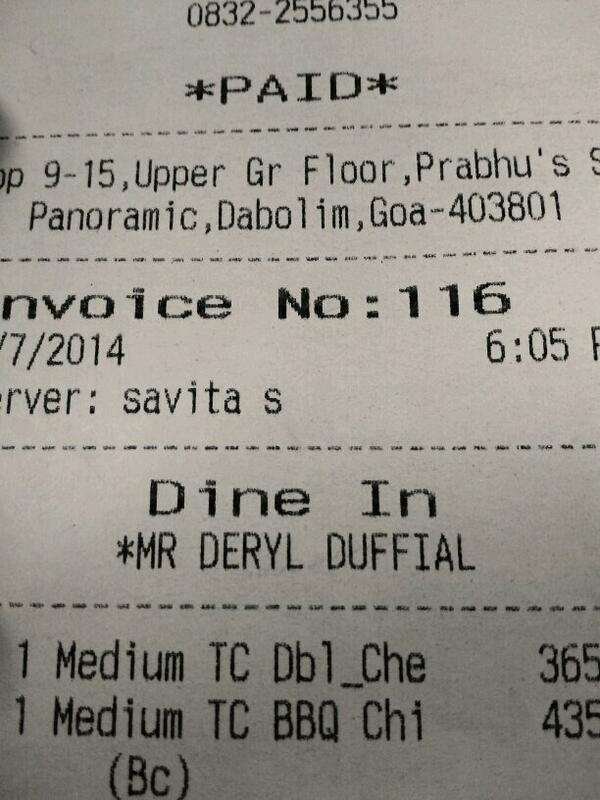 0832-2556355
*PAID*
op 9-15,Upper Gr Floor,Prabhu's S
Panoramic,Dabolim,Goa-403801
nvoice No:116
/7/2014 6:05 P
erver: savita s
Dine In
*MR DERYL DUFFIAL
1 Medium TC Dbl_Che 365
1 Medium TC BBQ Chi 435
(Bc)